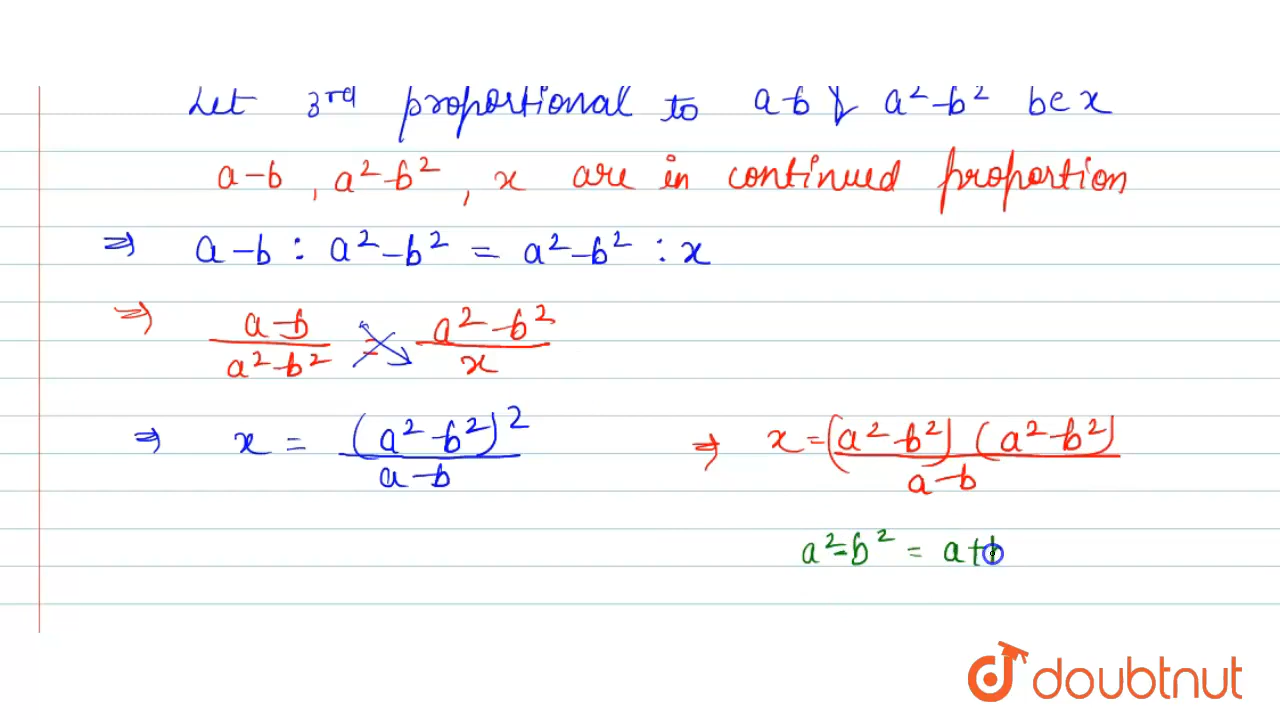 Let 3rd proportional to a-b & a²-b² be x
a-b, a²-b², x are in continued proportion
⇒ a-b : a²-b² = a²-b² : x
⇒ a-b/a²-b² = a²-b²/x
⇒ x = (a²-b²)²/a-b ⇒ x = (a²-b²)(a²-b²)/a-b
a²-b² = a+b
doubtnut